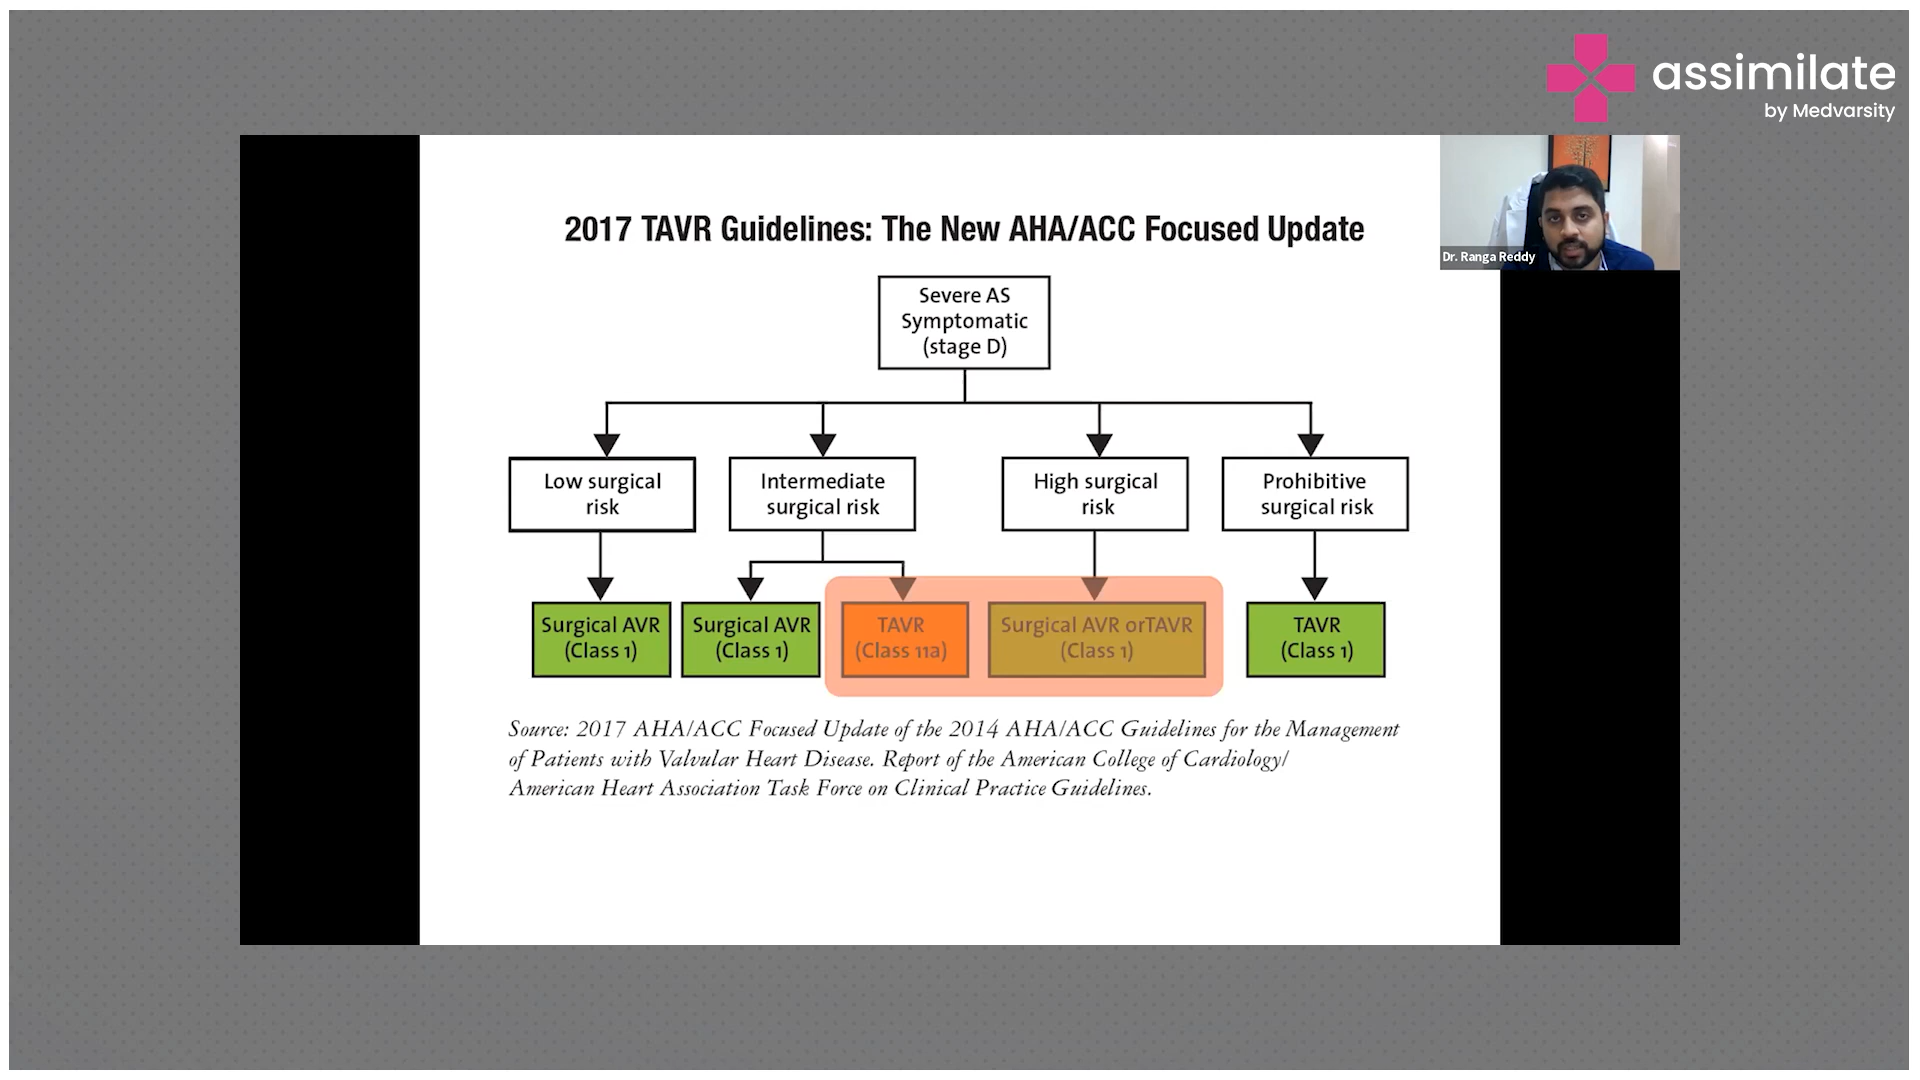 assimilate
by Medvarsity
Dr. Ranga Reddy
2017 TAVR Guidelines: The New AHA/ACC Focused Update
Severe AS
Symptomatic
(stage D)
Low surgical
risk
Intermediate
surgical risk
High surgical
risk
Prohibitive
surgical risk
Surgical AVR
(Class 1)
Surgical AVR
(Class 1)
TAVR
(Class 11a)
Surgical AVR orTAVR
(Class 1)
TAVR
(Class 1)
Source: 2017 AHA/ACC Focused Update of the 2014 AHA/ACC Guidelines for the Management
of Patients with Valvular Heart Disease. Report of the American College of Cardiology/
American Heart Association Task Force on Clinical Practice Guidelines.